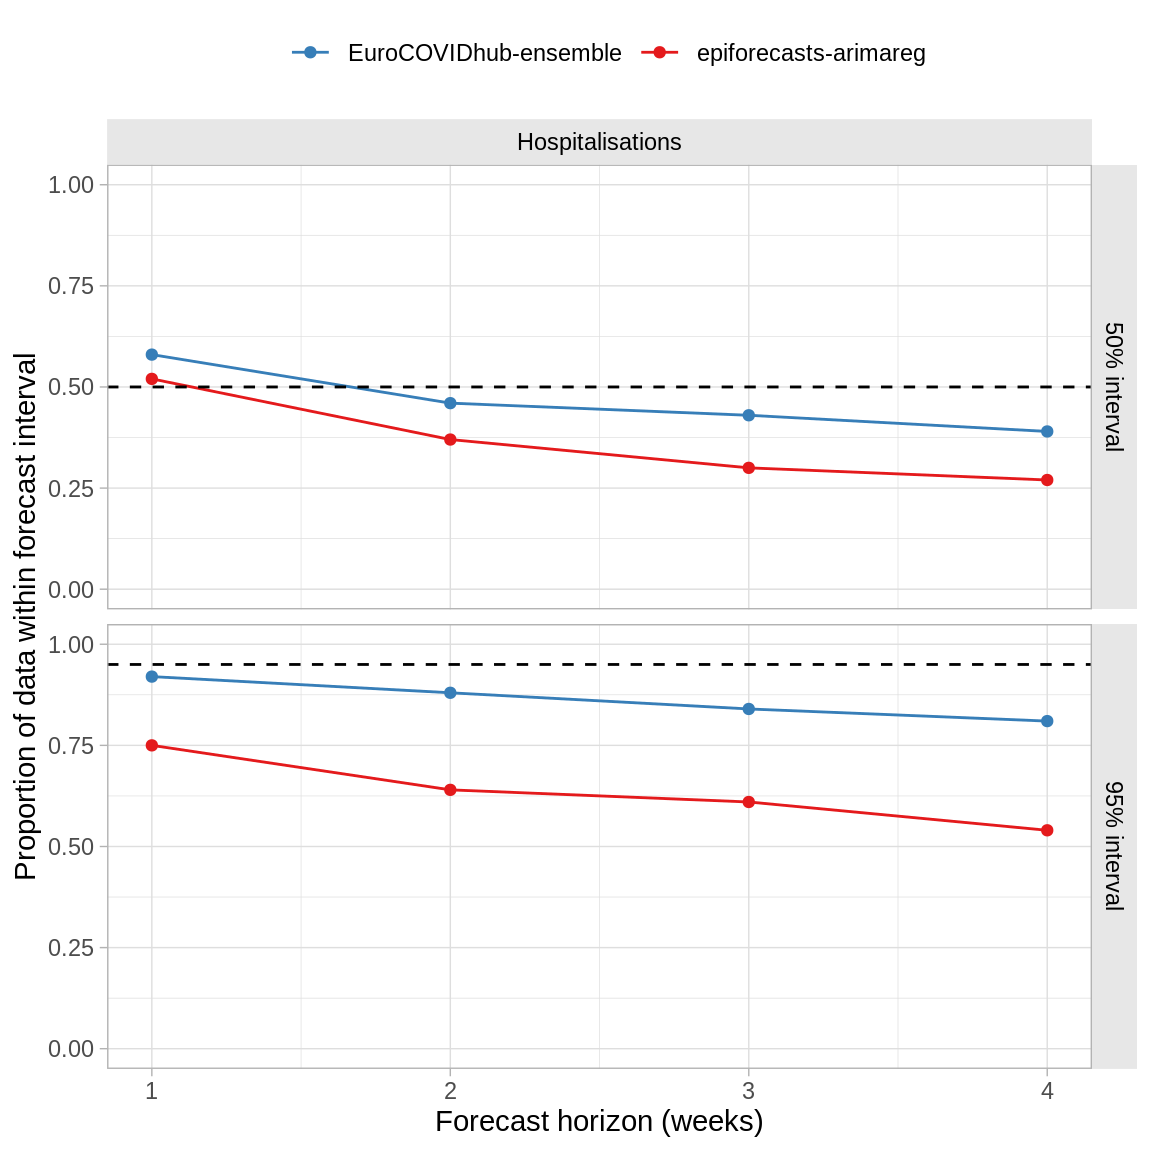 EuroCOVIDhub-ensemble epiforecasts-arimareg
Hospitalisations
Proportion of data within forecast interval
1.00
0.75
0.50
0.25
0.00
50% interval
1.00
0.75
0.50
0.25
0.00
95% interval
1 2 3 4
Forecast horizon (weeks)